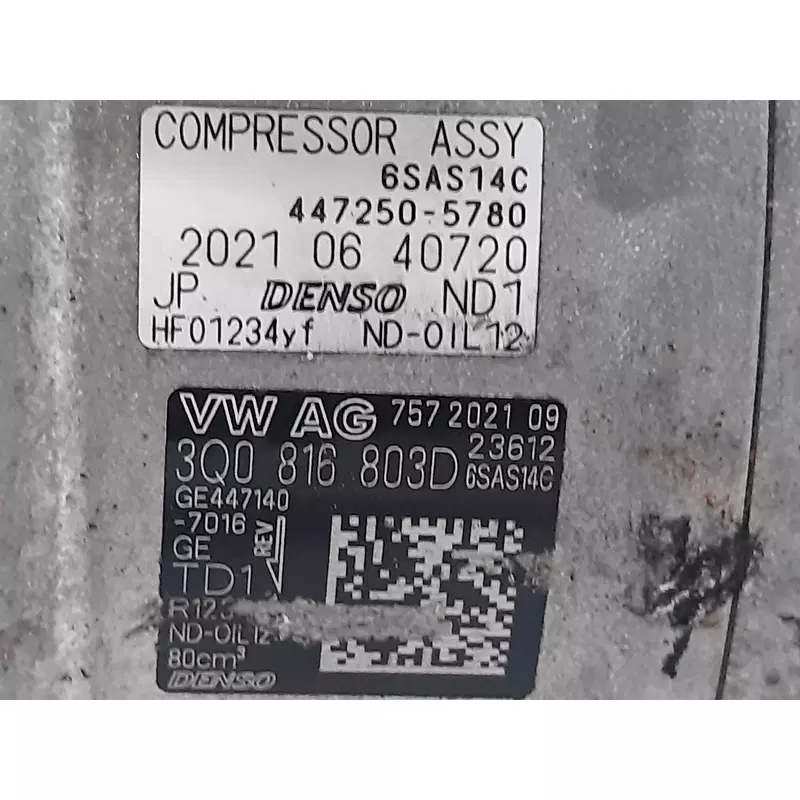 COMPRESSOR ASSY
6SAS14C
447250-5780
2021 06 40720
JP DENSO ND1
HF01234yf ND-OIL12
VW AG 757 2021 09
3Q0 816 803D 23612
6SAS14C
GE447140
-7016
GE REV
TD1
ND-OIL12
80cm³
DENSO